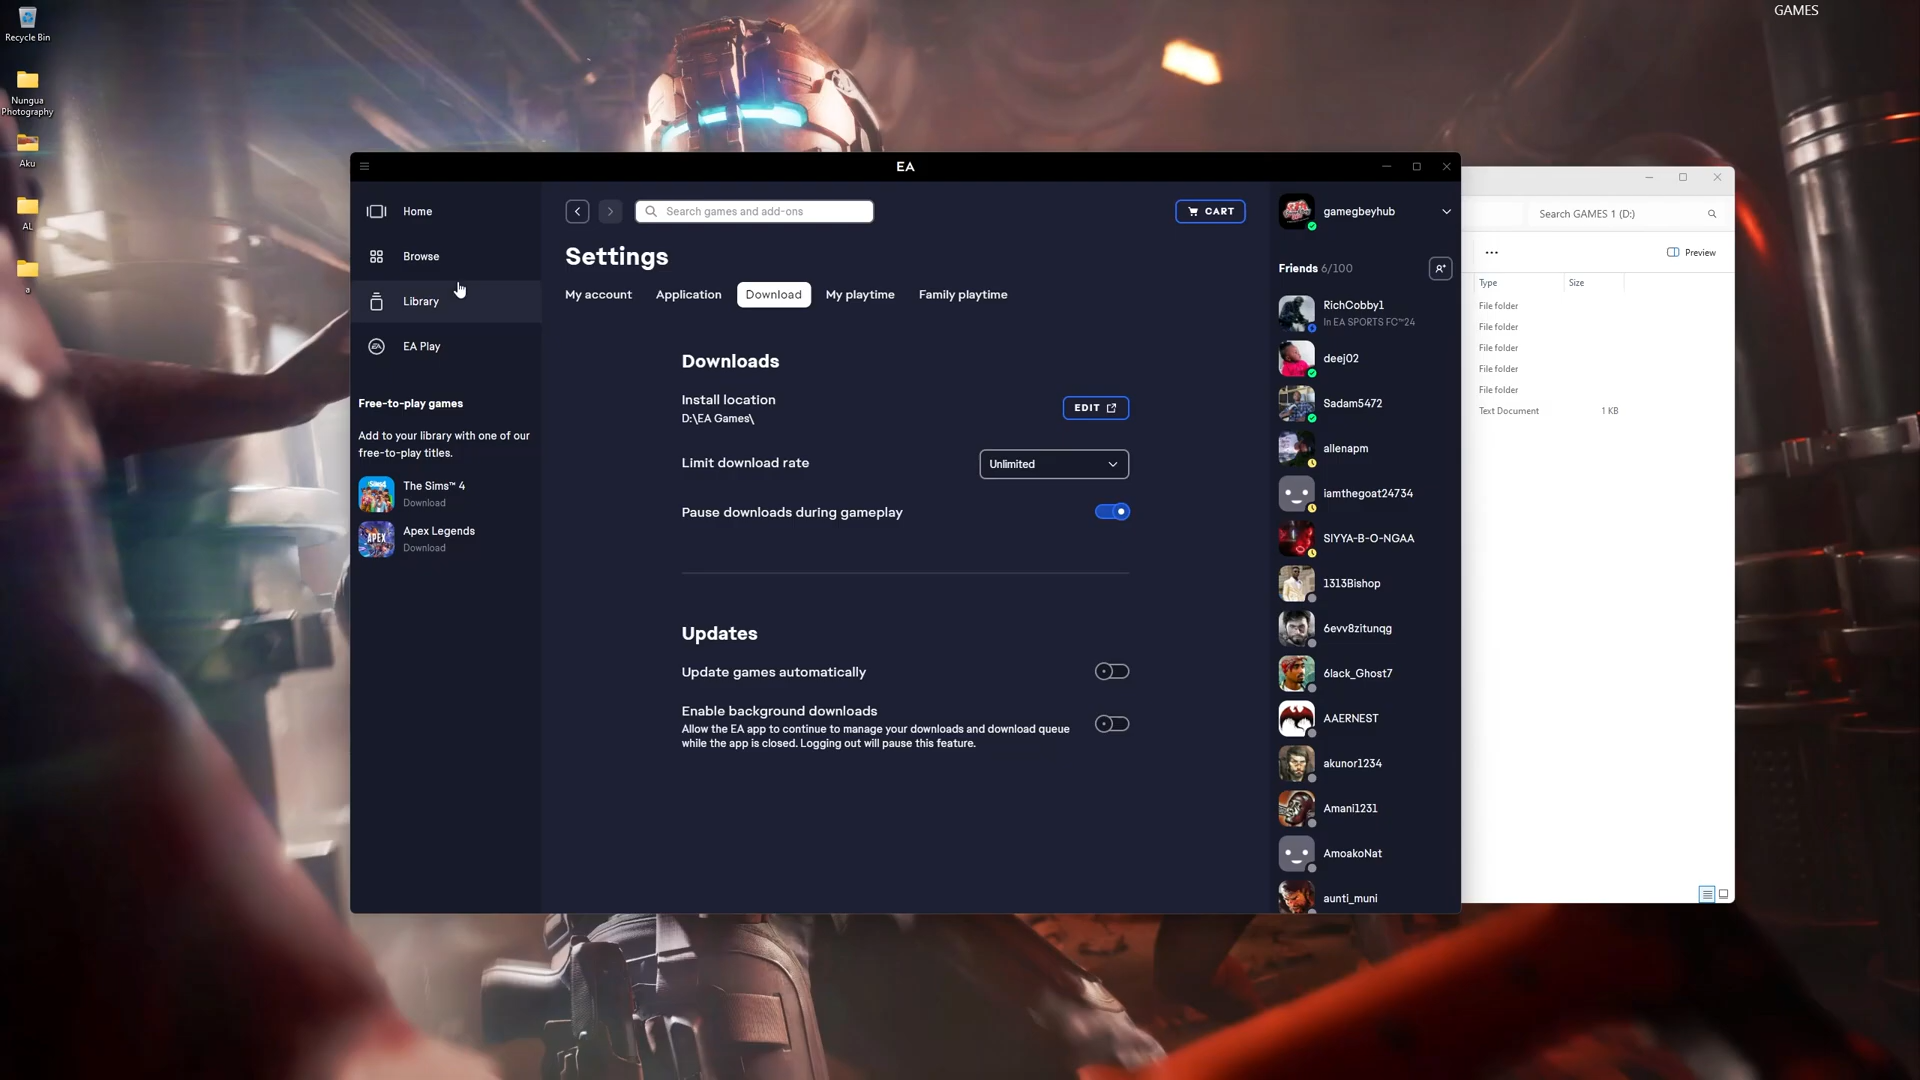 Recycle Bin
Nungua
Photography
Aku
AL
a
GAMES
EA
Home
Browse
Library
EA Play
Free-to-play games
Add to your library with one of our
free-to-play titles.
The Sims™ 4
Download
Apex Legends
Download
Search games and add-ons
CART
Settings
My account
Application
Download
My playtime
Family playtime
Downloads
Install location
D:\EA Games\
EDIT
Limit download rate
Unlimited
Pause downloads during gameplay
Updates
Update games automatically
Enable background downloads
Allow the EA app to continue to manage your downloads and download queue
while the app is closed. Logging out will pause this feature.
gamegbeyhub
Friends 6/100
RichCobby1
In EA SPORTS FC™24
deej02
Sadam5472
allenapm
iamthegoat24734
SIYYA-B-O-NGAA
1313Bishop
6evv8zitunqg
6lack_Ghost7
AAERNEST
akunor1234
Amani1231
AmoakoNat
aunti_muni
Search GAMES 1 (D:)
Preview
Type
Size
File folder
File folder
File folder
File folder
File folder
Text Document
1 KB